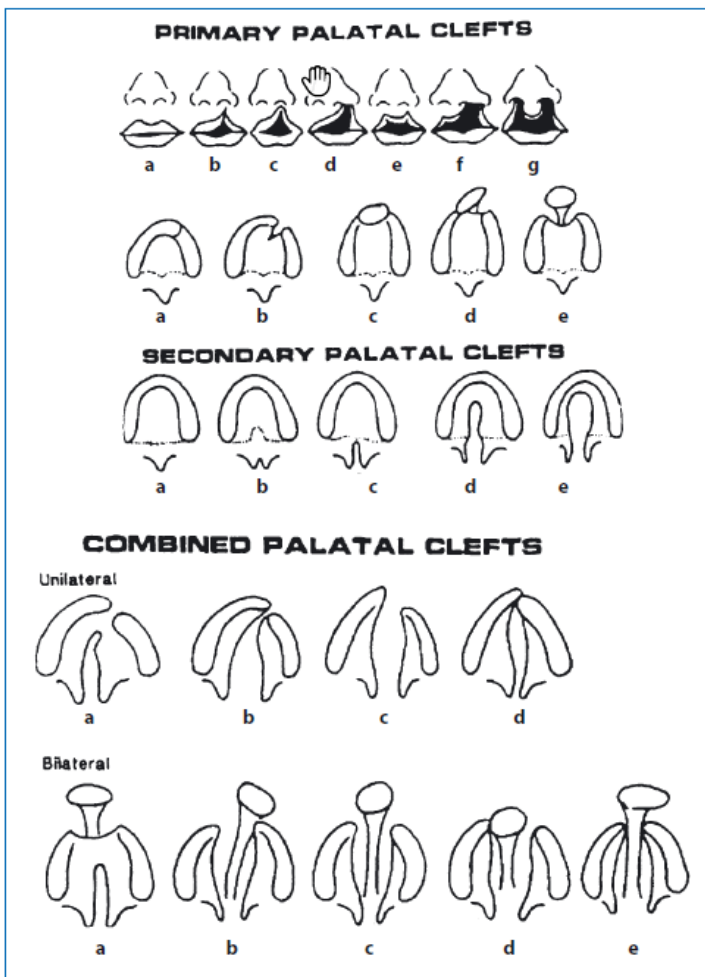 PRIMARY PALATAL CLEFTS
a b c d e f g
a b c d e
SECONDARY PALATAL CLEFTS
a b c d e
COMBINED PALATAL CLEFTS
Unilateral
a b c d
Bilateral
a b c d e